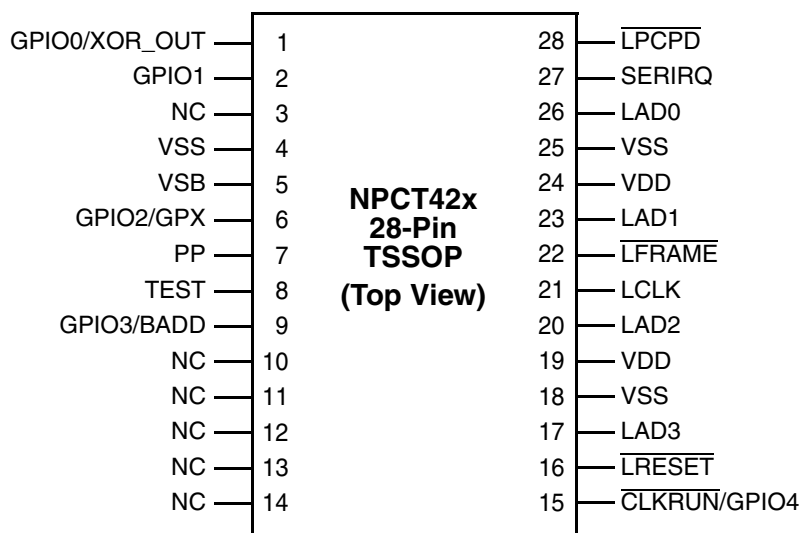 GPIO0/XOR_OUT 1 28 LPCPD
GPIO1 2 27 SERIRQ
NC 3 26 LAD0
VSS 4 25 VSS
VSB 5 24 VDD
GPIO2/GPX 6 23 LAD1
PP 7 22 LFRAME
TEST 8 21 LCLK
GPIO3/BADD 9 20 LAD2
NC 10 19 VDD
NC 11 18 VSS
NC 12 17 LAD3
NC 13 16 LRESET
NC 14 15 CLKRUN/GPIO4
NPCT42x
28-Pin
TSSOP
(Top View)